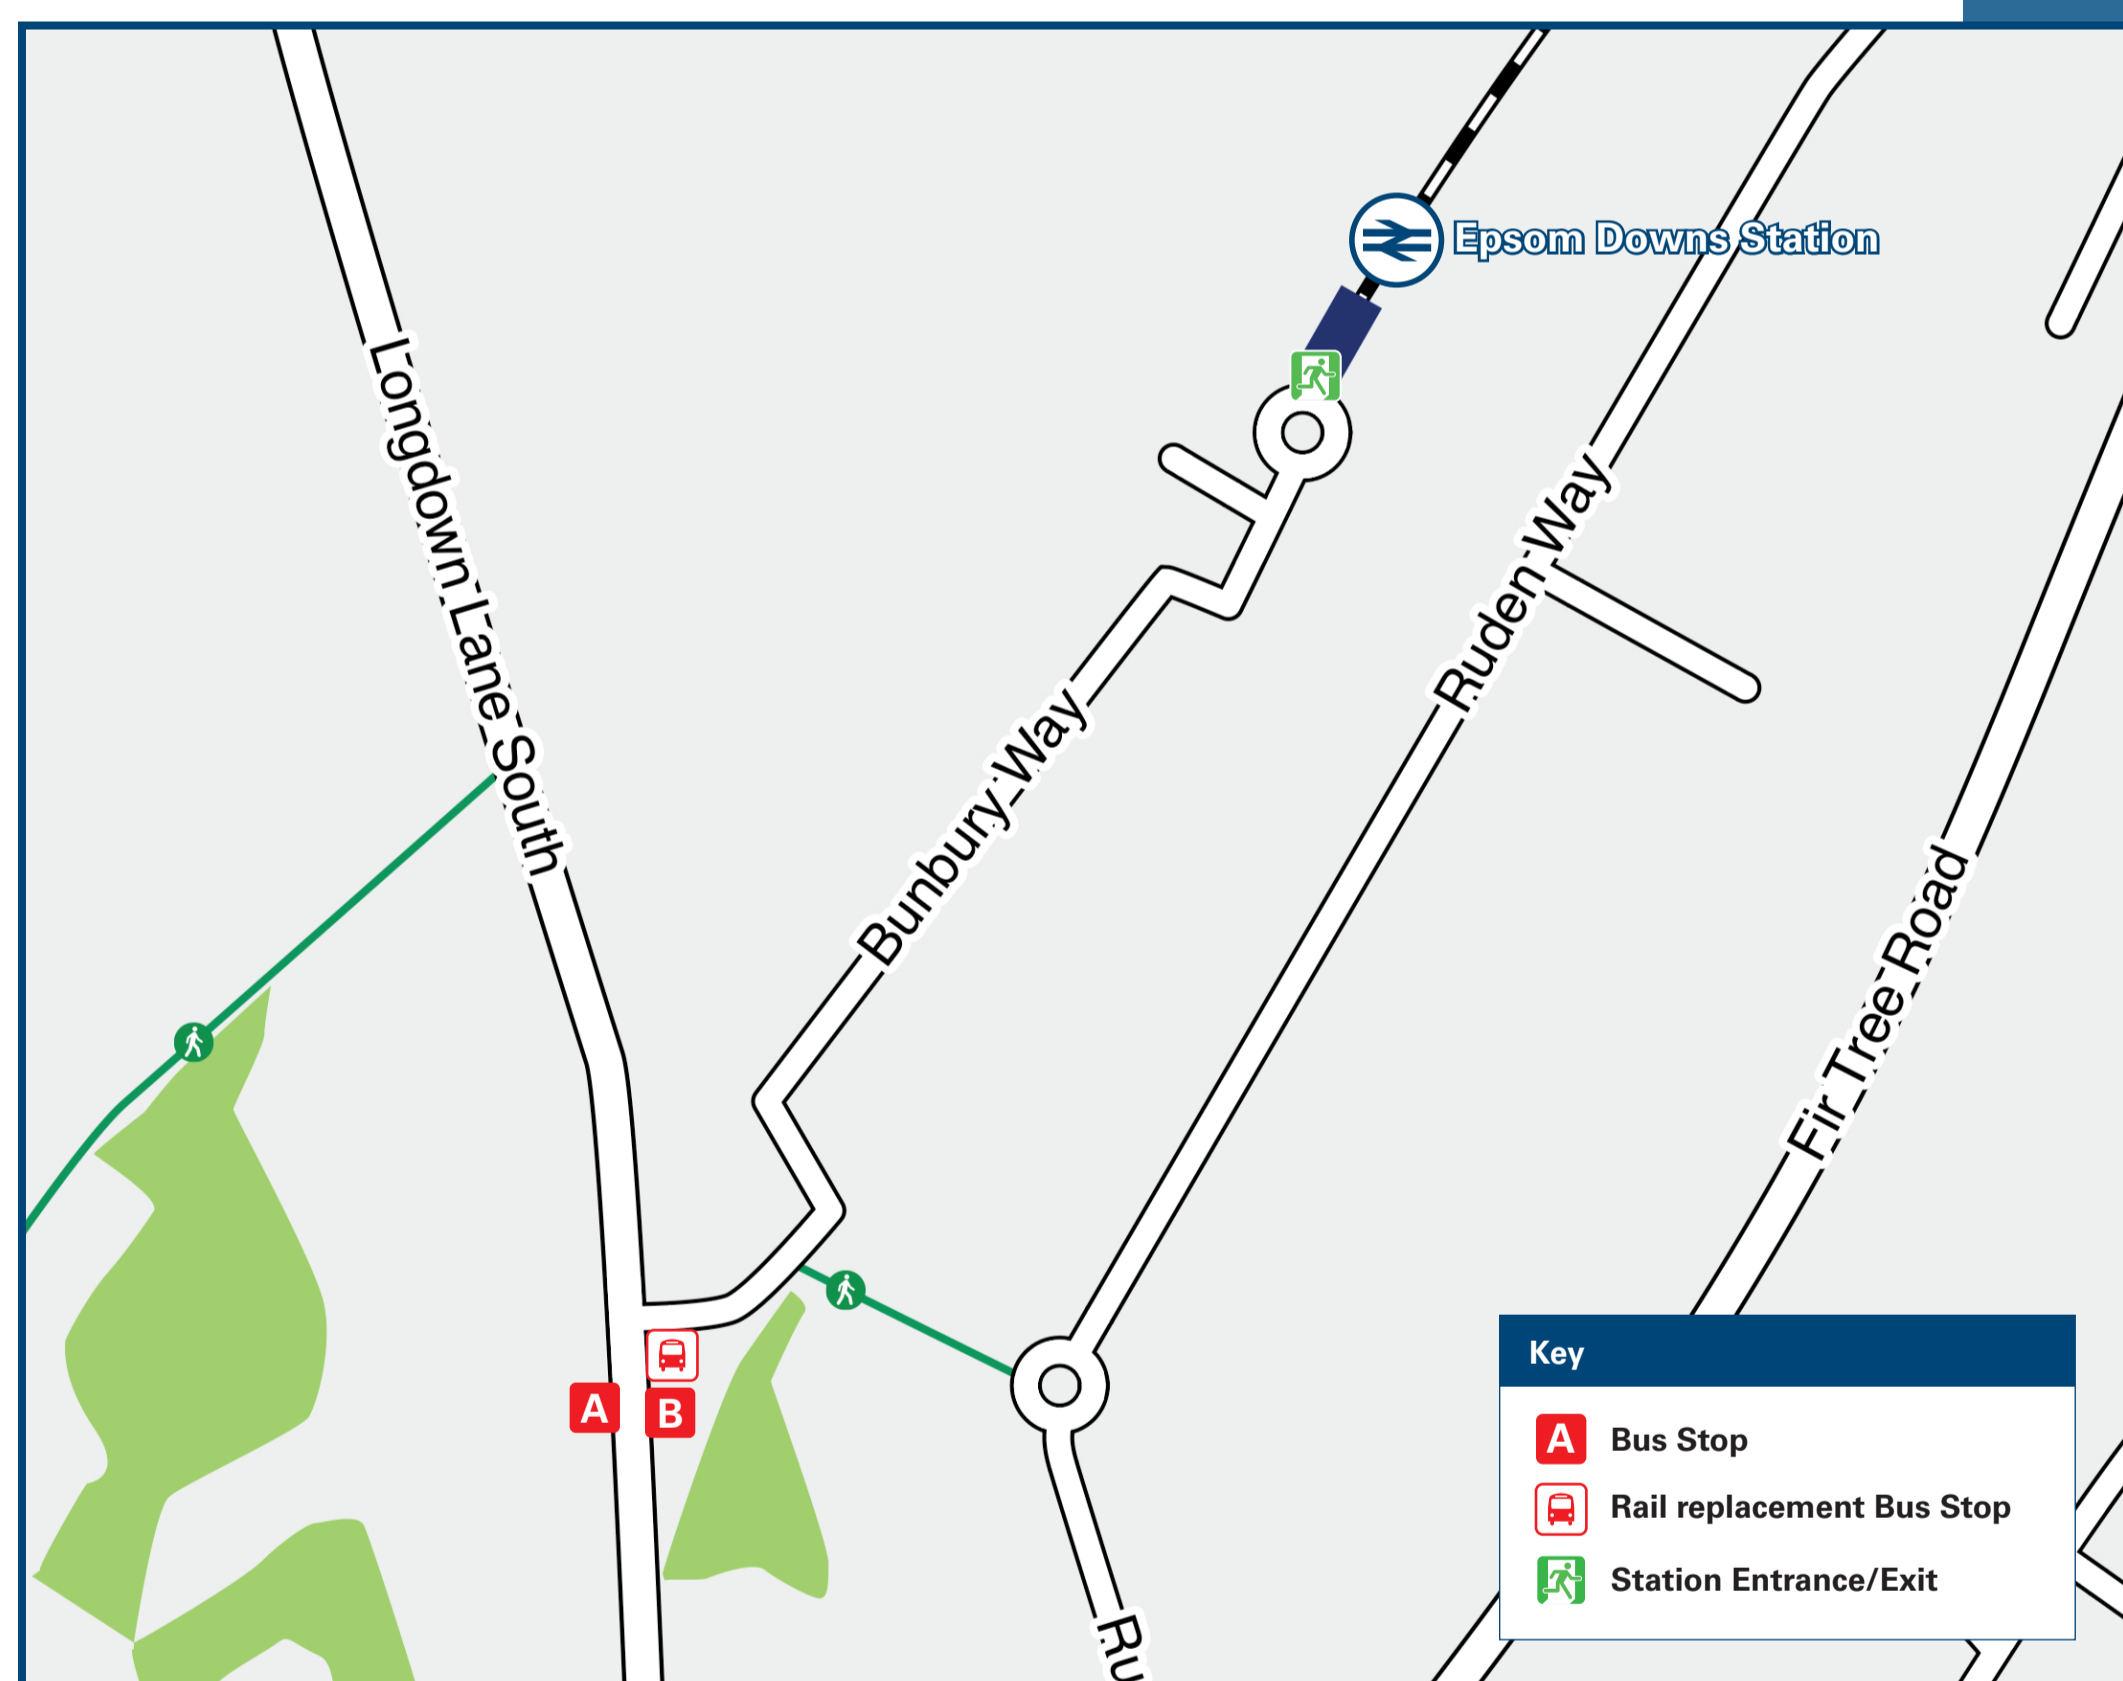 Epsom Downs Station
Longdown Lane South
Ruden Way
Bunbury Way
Fir Tree Road
A
B
Ru
Key
A Bus Stop
Rail replacement Bus Stop
Station Entrance/Exit